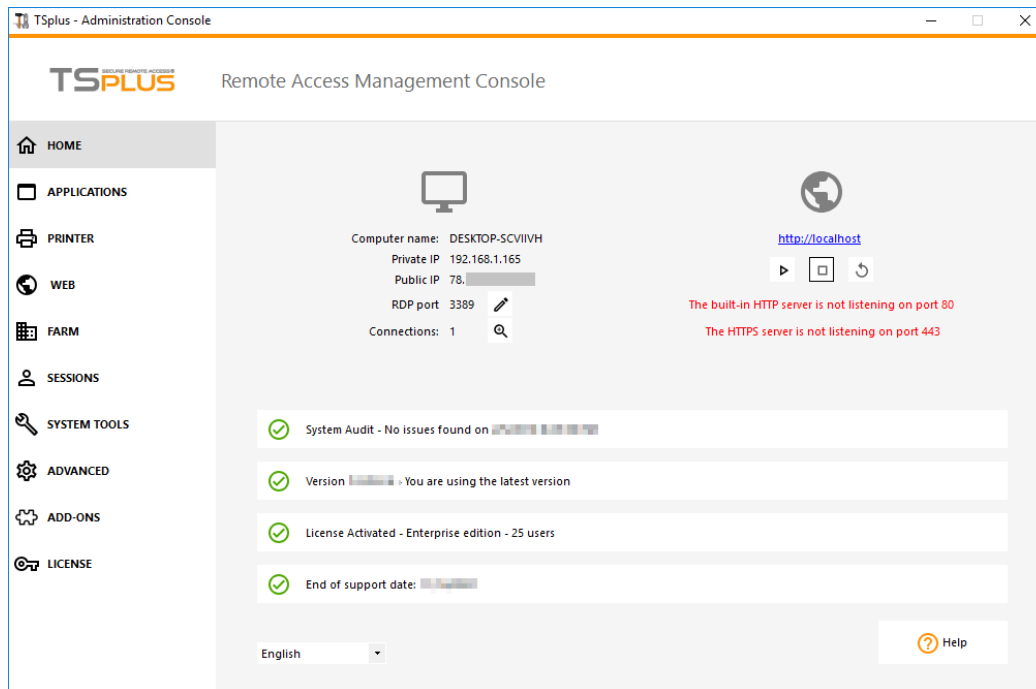 TSplus - Administration Console
TSPLUS SECURE REMOTE ACCESS®
Remote Access Management Console
HOME
APPLICATIONS
PRINTER
WEB
FARM
SESSIONS
SYSTEM TOOLS
ADVANCED
ADD-ONS
LICENSE
Computer name: DESKTOP-SCVIIVH
Private IP 192.168.1.165
Public IP 78.
RDP port 3389
Connections: 1
http://localhost
The built-in HTTP server is not listening on port 80
The HTTPS server is not listening on port 443
System Audit - No issues found on
Version - You are using the latest version
License Activated - Enterprise edition - 25 users
End of support date:
English
Help